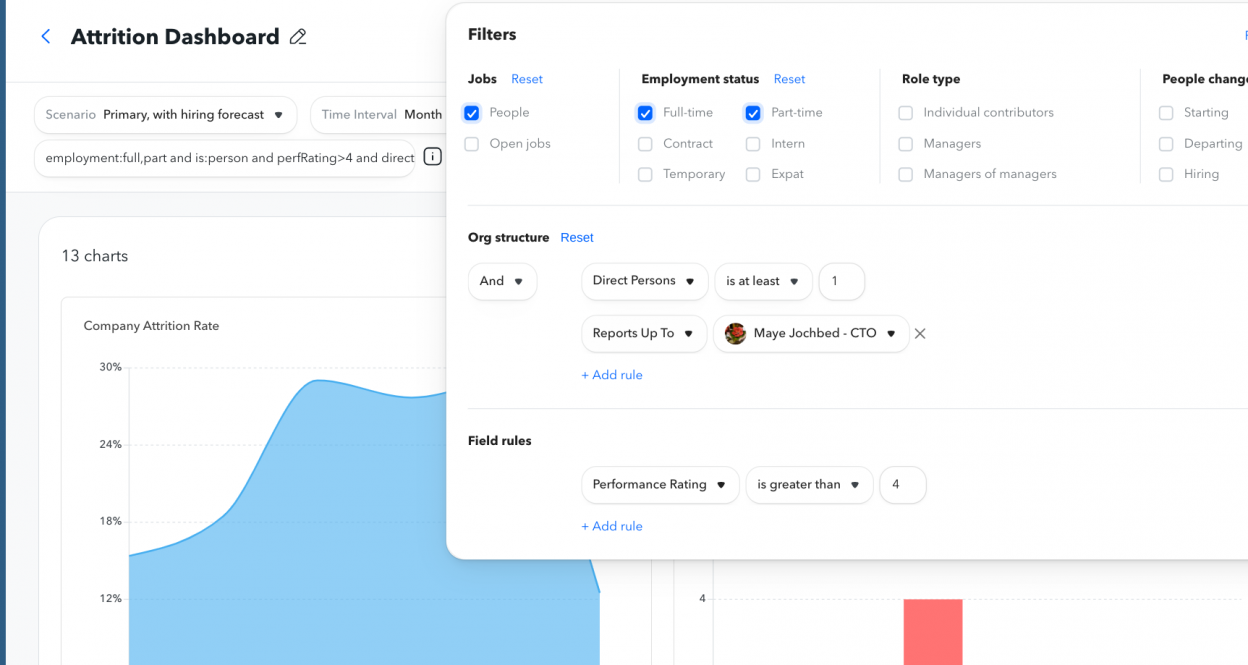 Attrition Dashboard
Scenario Primary, with hiring forecast
Time Interval Month
employment:full,part and is:person and perfRating>4 and direct
i
13 charts
Company Attrition Rate
30%
24%
18%
12%
4
Filters
Jobs Reset
People
Open jobs
Employment status Reset
Full-time Part-time
Contract Intern
Temporary Expat
Role type
Individual contributors
Managers
Managers of managers
People change
Starting
Departing
Hiring
Org structure Reset
And Direct Persons is at least 1
Reports Up To Maye Jochbed - CTO
+ Add rule
Field rules
Performance Rating is greater than 4
+ Add rule